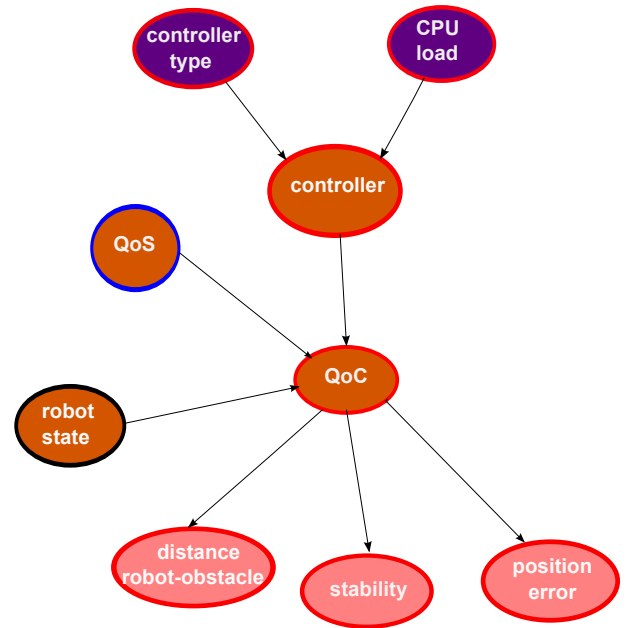 controller
type
CPU
load
controller
QoS
QoC
robot
state
distance
robot-obstacle
stability
position
error